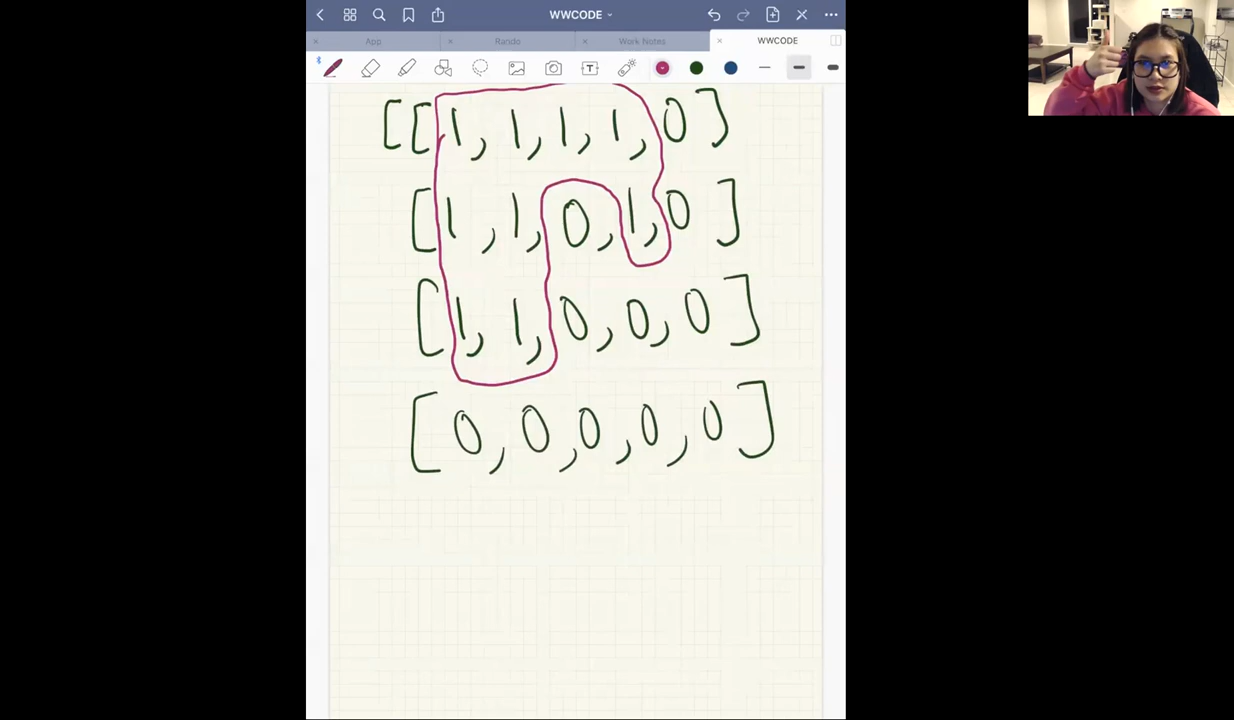 WWCODE
App
Rando
Work Notes
WWCODE
T
[[1,1,1,1,0]
[1,1,0,1,0]
[1,1,0,0,0]
[0,0,0,0,0]